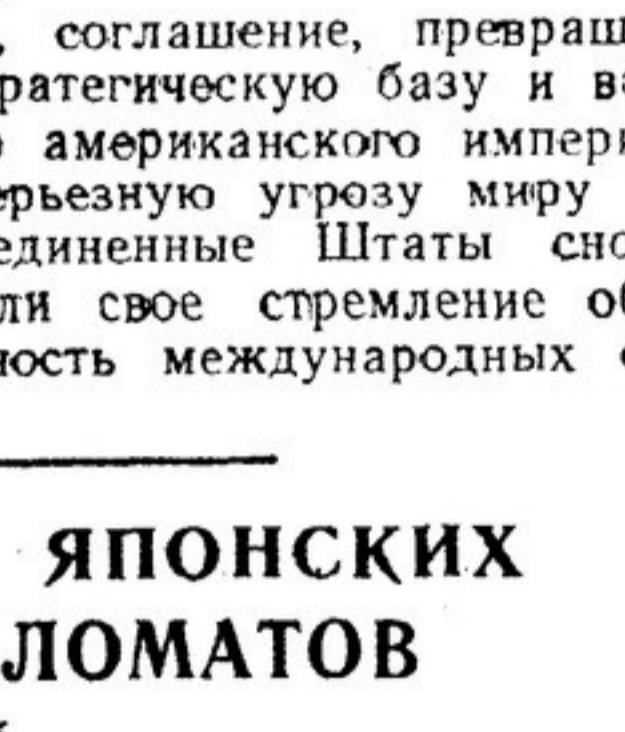 , соглашение, превращ
ратегическую базу и в
американского импери
ерьезную угрозу миру
единенные Штаты сно
ли свое стремление об
ность международных
ЯПОНСКИХ
ЛОМАТОВ